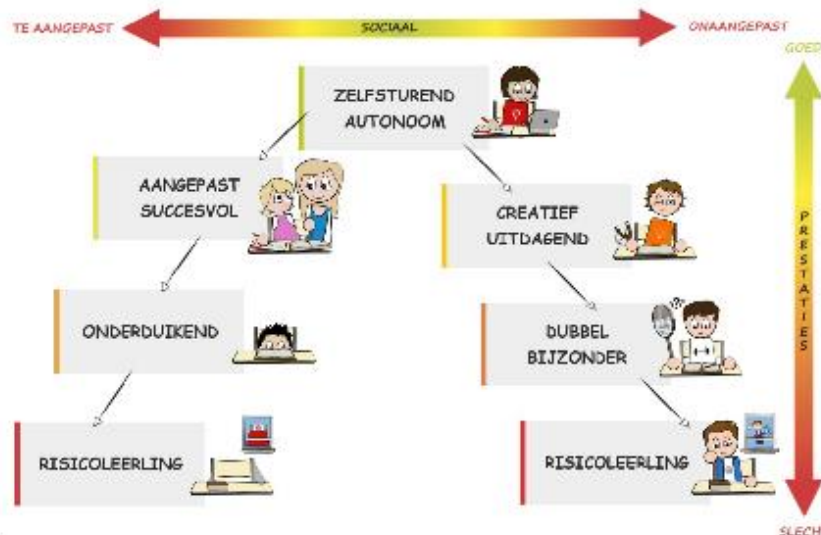 TE AANGEPAST
SOCIAAL
ONAANGEPAST
GOED
ZELFSTUREND
AUTONOOM
AANGEPAST
SUCCESVOL
CREATIEF
UITDAGEND
PRESTATIES
ONDERDUIKEND
DUBBEL
BIJZONDER
RISICOLEERLING
RISICOLEERLING
SLECH